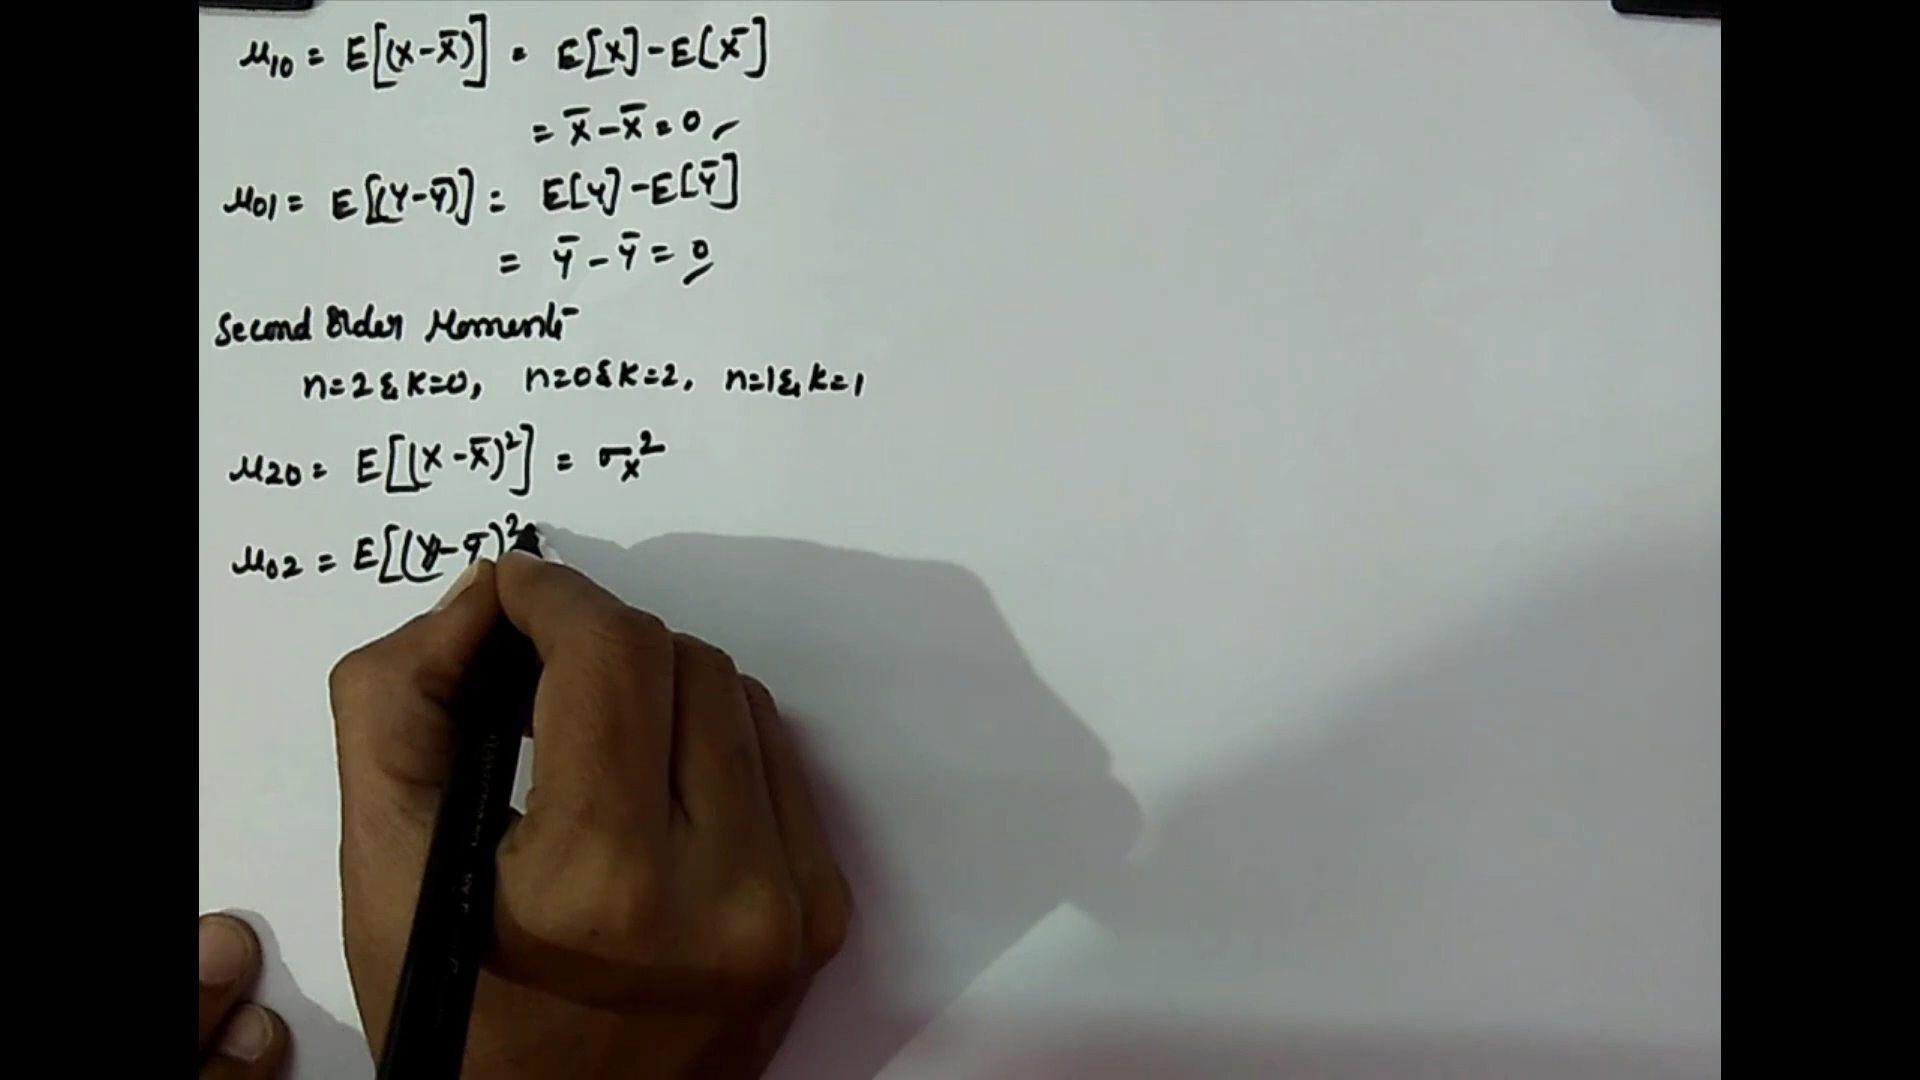 μ10 = E[(X-X̄)] = E[X]-E[X̄]
= X̄-X̄=0
μ01= E[(Y-Ȳ)] = E[Y]-E[Ȳ]
= Ȳ-Ȳ=0
Second Order Moments
n=2&K=0, n=0&K=2, n=1&K=1
μ20= E[(X-X̄)²] = σx²
μ02 = E[(Y-Ȳ)²